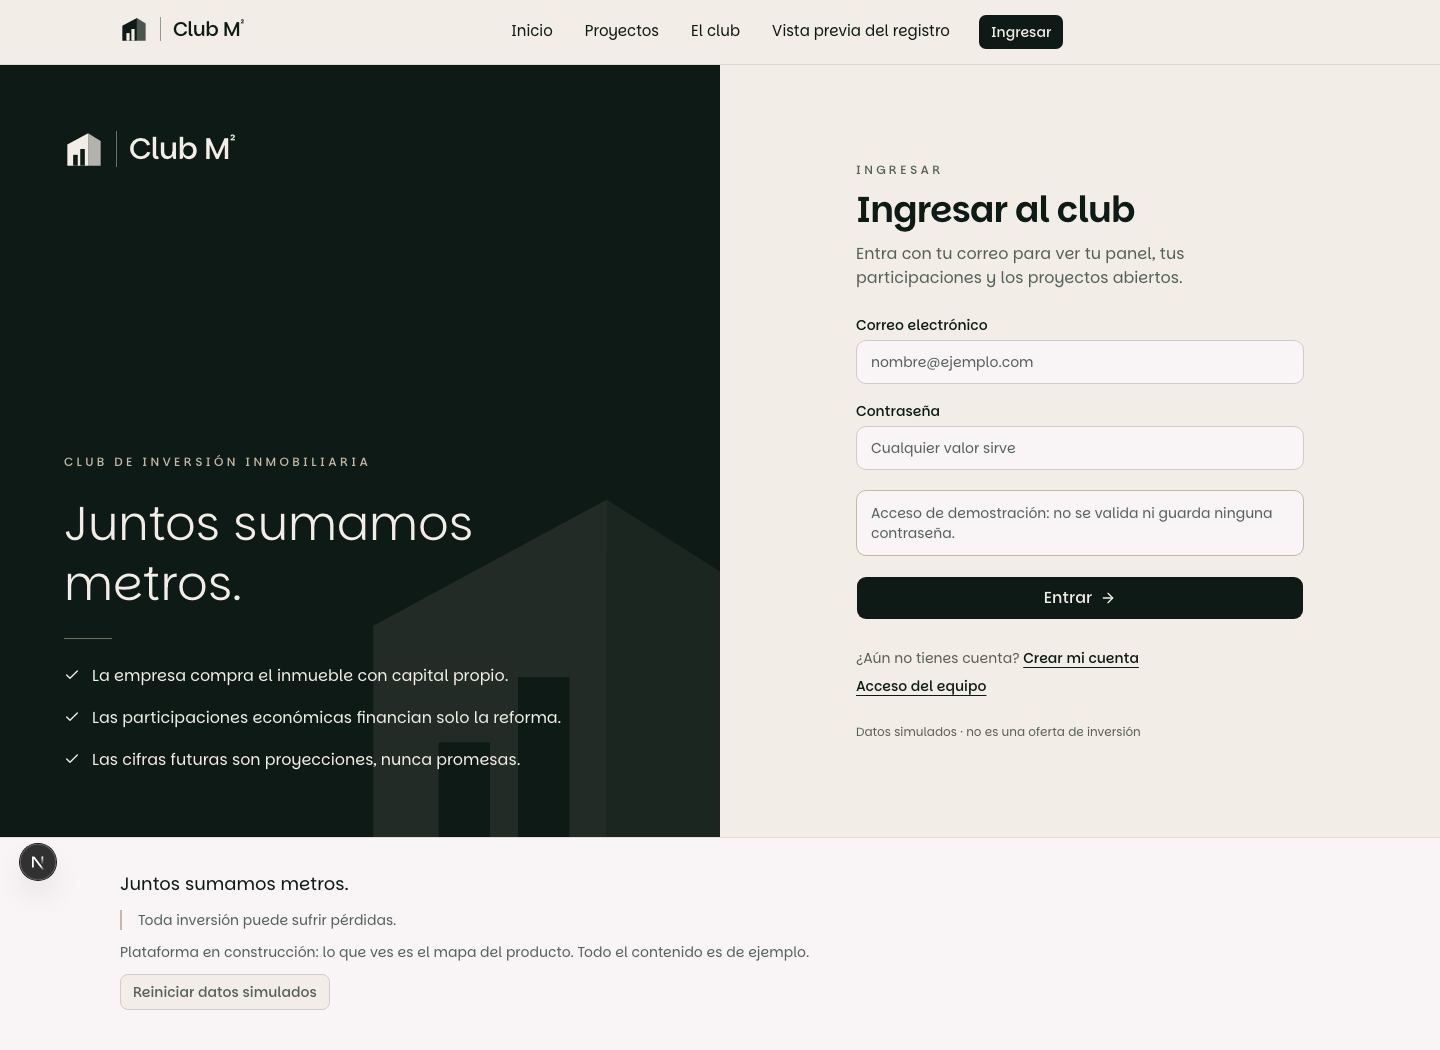 Club M²
Inicio
Proyectos
El club
Vista previa del registro
Ingresar
Club M²
CLUB DE INVERSIÓN INMOBILIARIA
Juntos sumamos
metros.
La empresa compra el inmueble con capital propio.
Las participaciones económicas financian solo la reforma.
Las cifras futuras son proyecciones, nunca promesas.
INGRESAR
Ingresar al club
Entra con tu correo para ver tu panel, tus
participaciones y los proyectos abiertos.
Correo electrónico
nombre@ejemplo.com
Contraseña
Cualquier valor sirve
Acceso de demostración: no se valida ni guarda ninguna
contraseña.
Entrar →
¿Aún no tienes cuenta? Crear mi cuenta
Acceso del equipo
Datos simulados · no es una oferta de inversión
N
Juntos sumamos metros.
Toda inversión puede sufrir pérdidas.
Plataforma en construcción: lo que ves es el mapa del producto. Todo el contenido es de ejemplo.
Reiniciar datos simulados